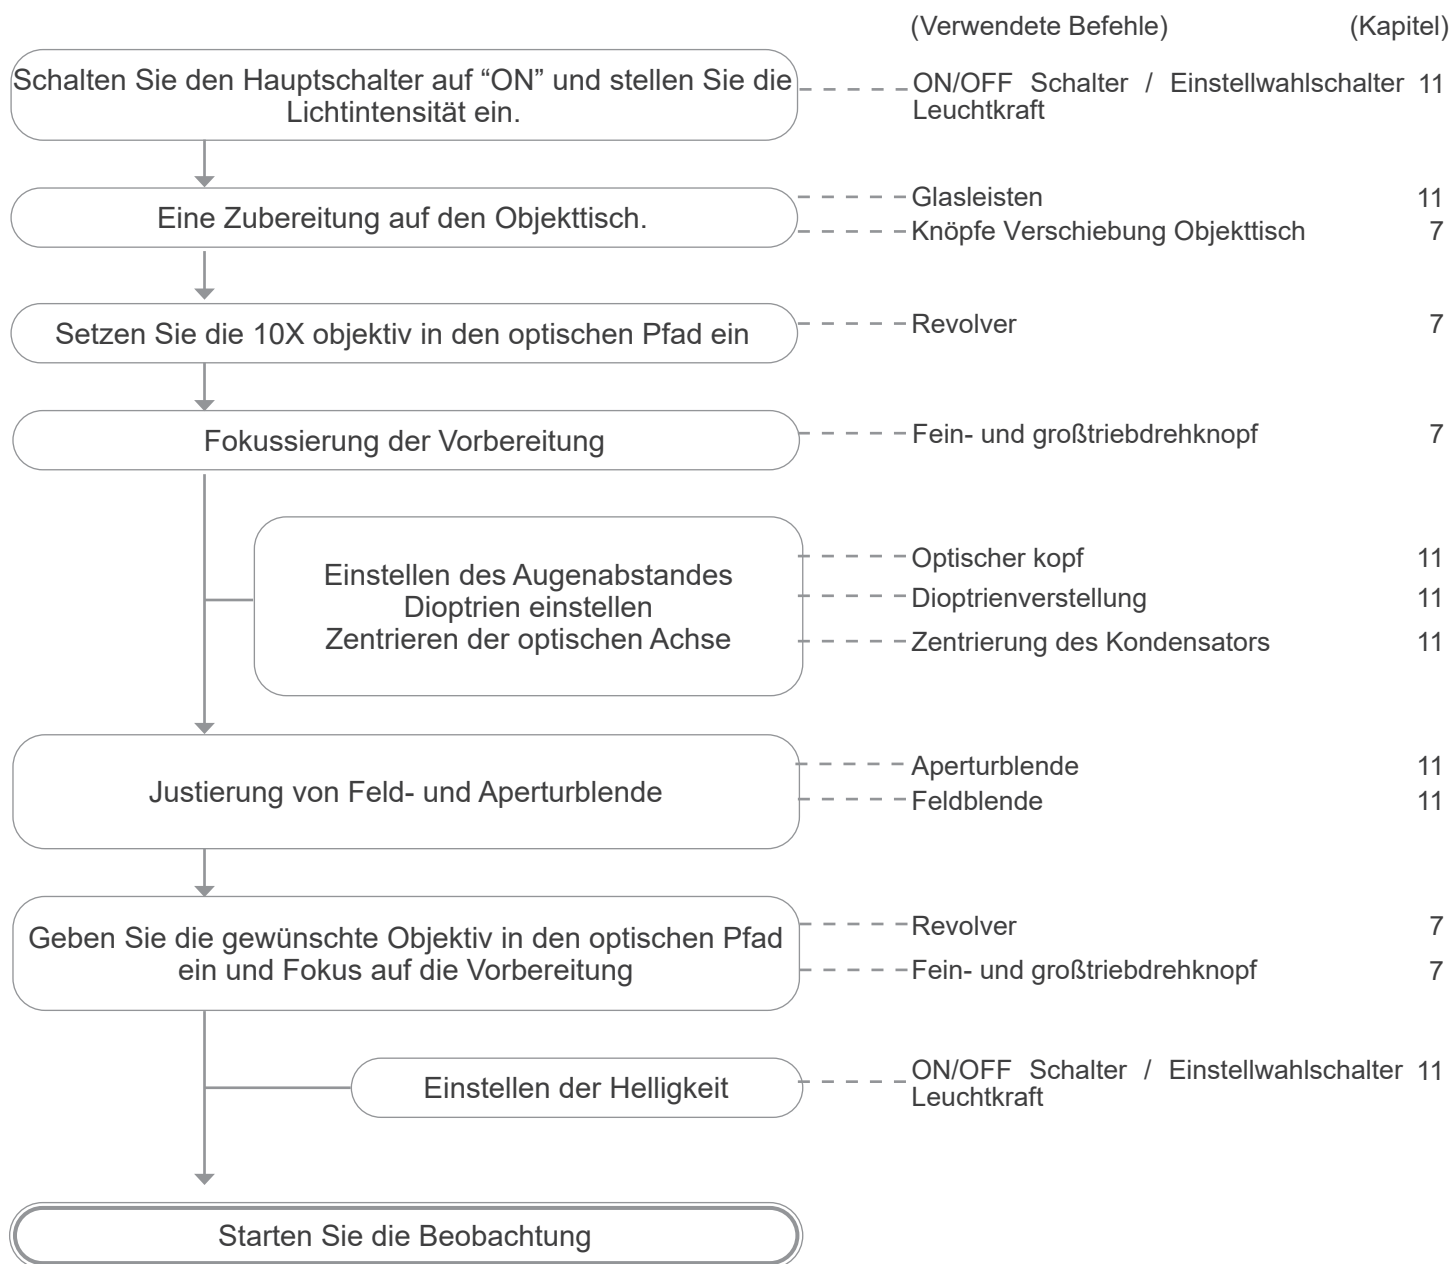 (Verwendete Befehle) (Kapitel)
Schalten Sie den Hauptschalter auf “ON” und stellen Sie die
Lichtintensität ein.
ON/OFF Schalter / Einstellwahlschalter 11
Leuchtkraft
Eine Zubereitung auf den Objekttisch.
Glasleisten 11
Knöpfe Verschiebung Objekttisch 7
Setzen Sie die 10X objektiv in den optischen Pfad ein
Revolver 7
Fokussierung der Vorbereitung
Fein- und großtriebdrehknopf 7
Einstellen des Augenabstandes
Dioptrien einstellen
Zentrieren der optischen Achse
Optischer kopf 11
Dioptrienverstellung 11
Zentrierung des Kondensators 11
Justierung von Feld- und Aperturblende
Aperturblende 11
Feldblende 11
Geben Sie die gewünschte Objektiv in den optischen Pfad
ein und Fokus auf die Vorbereitung
Revolver 7
Fein- und großtriebdrehknopf 7
Einstellen der Helligkeit
ON/OFF Schalter / Einstellwahlschalter 11
Leuchtkraft
Starten Sie die Beobachtung